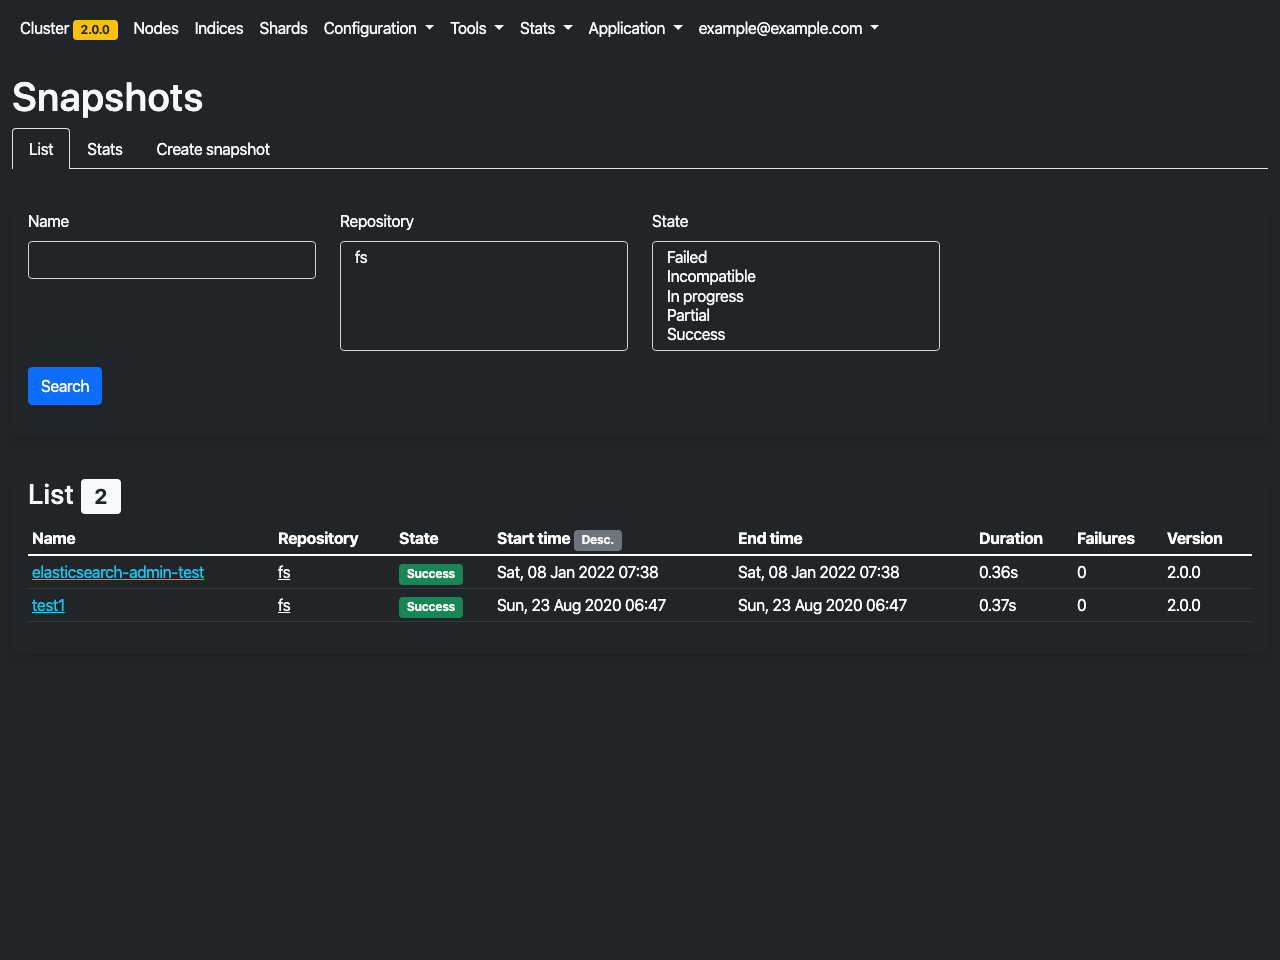 Cluster 2.0.0 Nodes Indices Shards Configuration Tools Stats Application example@example.com
Snapshots
List Stats Create snapshot
Name Repository State
fs Failed
Incompatible
In progress
Partial
Success
Search
List 2
Name Repository State Start time Desc. End time Duration Failures Version
elasticsearch-admin-test fs Success Sat, 08 Jan 2022 07:38 Sat, 08 Jan 2022 07:38 0.36s 0 2.0.0
test1 fs Success Sun, 23 Aug 2020 06:47 Sun, 23 Aug 2020 06:47 0.37s 0 2.0.0